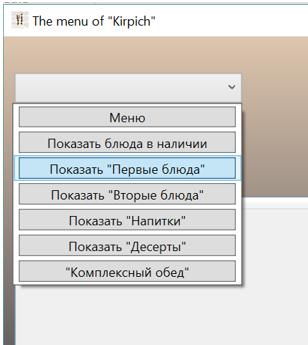 The menu of "Kirpich"
Меню
Показать блюда в наличии
Показать "Первые блюда"
Показать "Вторые блюда"
Показать "Напитки"
Показать "Десерты"
"Комплексный обед"